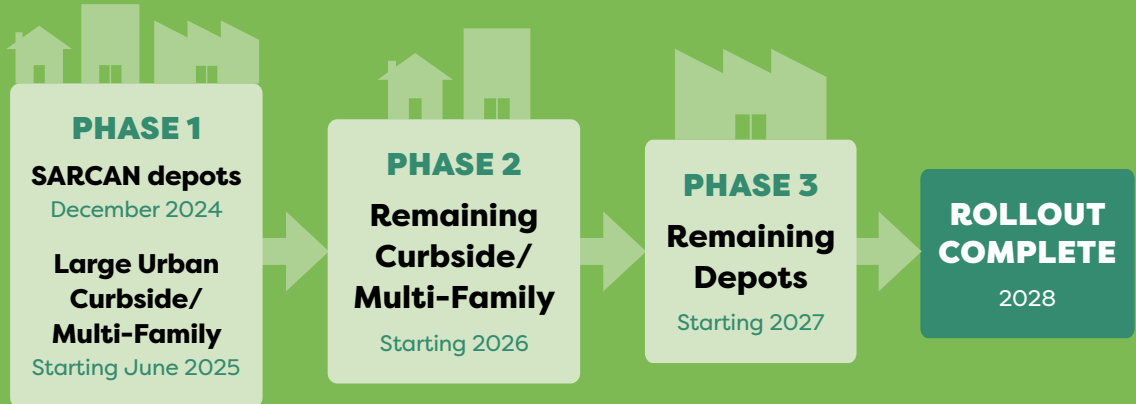 PHASE 1
SARCAN depots
December 2024
Large Urban
Curbside/
Multi-Family
Starting June 2025
PHASE 2
Remaining
Curbside/
Multi-Family
Starting 2026
PHASE 3
Remaining
Depots
Starting 2027
ROLLOUT
COMPLETE
2028